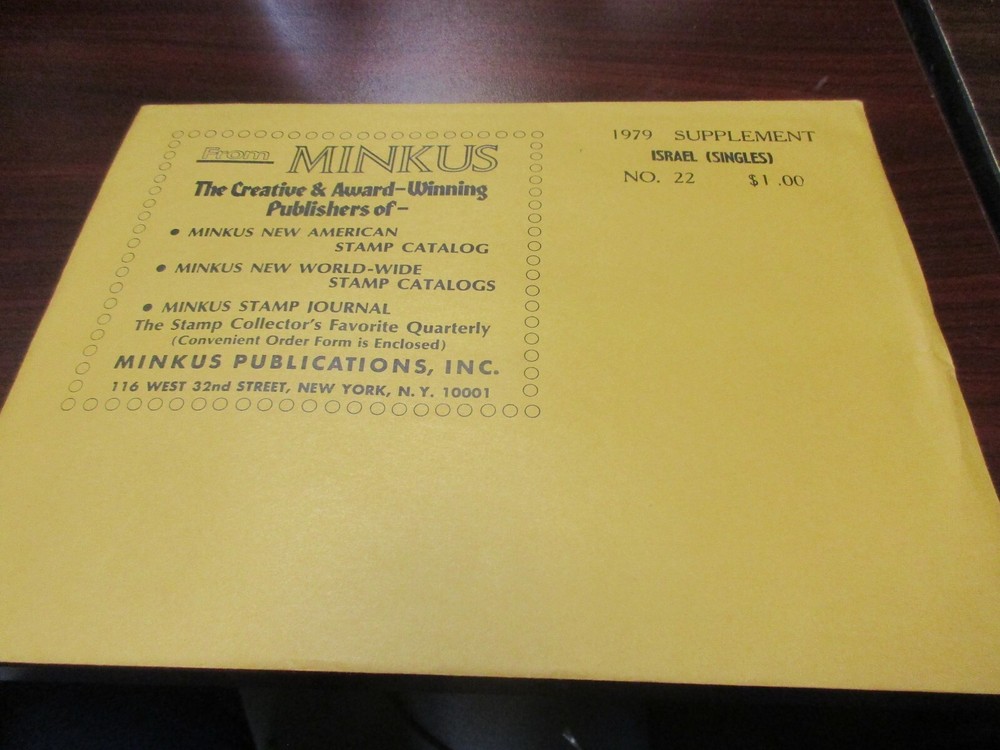 From MINKUS
The Creative & Award-Winning
Publishers of-
• MINKUS NEW AMERICAN
STAMP CATALOG
• MINKUS NEW WORLD-WIDE
STAMP CATALOGS
• MINKUS STAMP JOURNAL
The Stamp Collector's Favorite Quarterly
(Convenient Order Form is Enclosed)
MINKUS PUBLICATIONS, INC.
116 WEST 32nd STREET, NEW YORK, N.Y. 10001
1979 SUPPLEMENT
ISRAEL (SINGLES)
NO. 22 $1.00